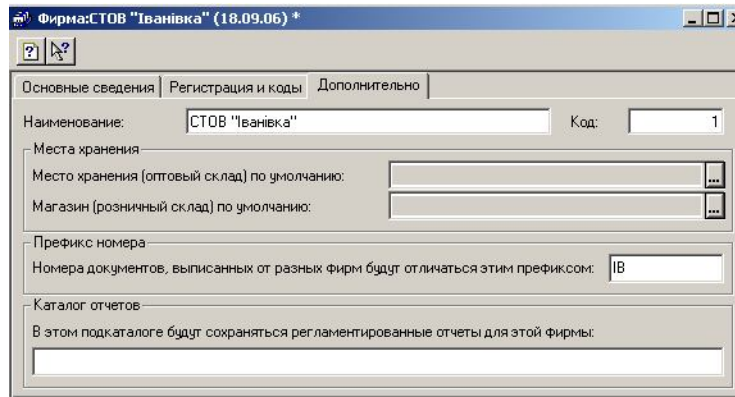 Фирма:СТОВ "Іванівка" (18.09.06) *
Основные сведения Регистрация и коды Дополнительно
Наименование: СТОВ "Іванівка" Код: 1
Места хранения
Место хранения (оптовый склад) по умолчанию: ...
Магазин (розничный склад) по умолчанию: ...
Префикс номера
Номера документов, выписанных от разных фирм будут отличаться этим префиксом: ІВ
Каталог отчетов
В этом подкаталоге будут сохраняться регламентированные отчеты для этой фирмы: